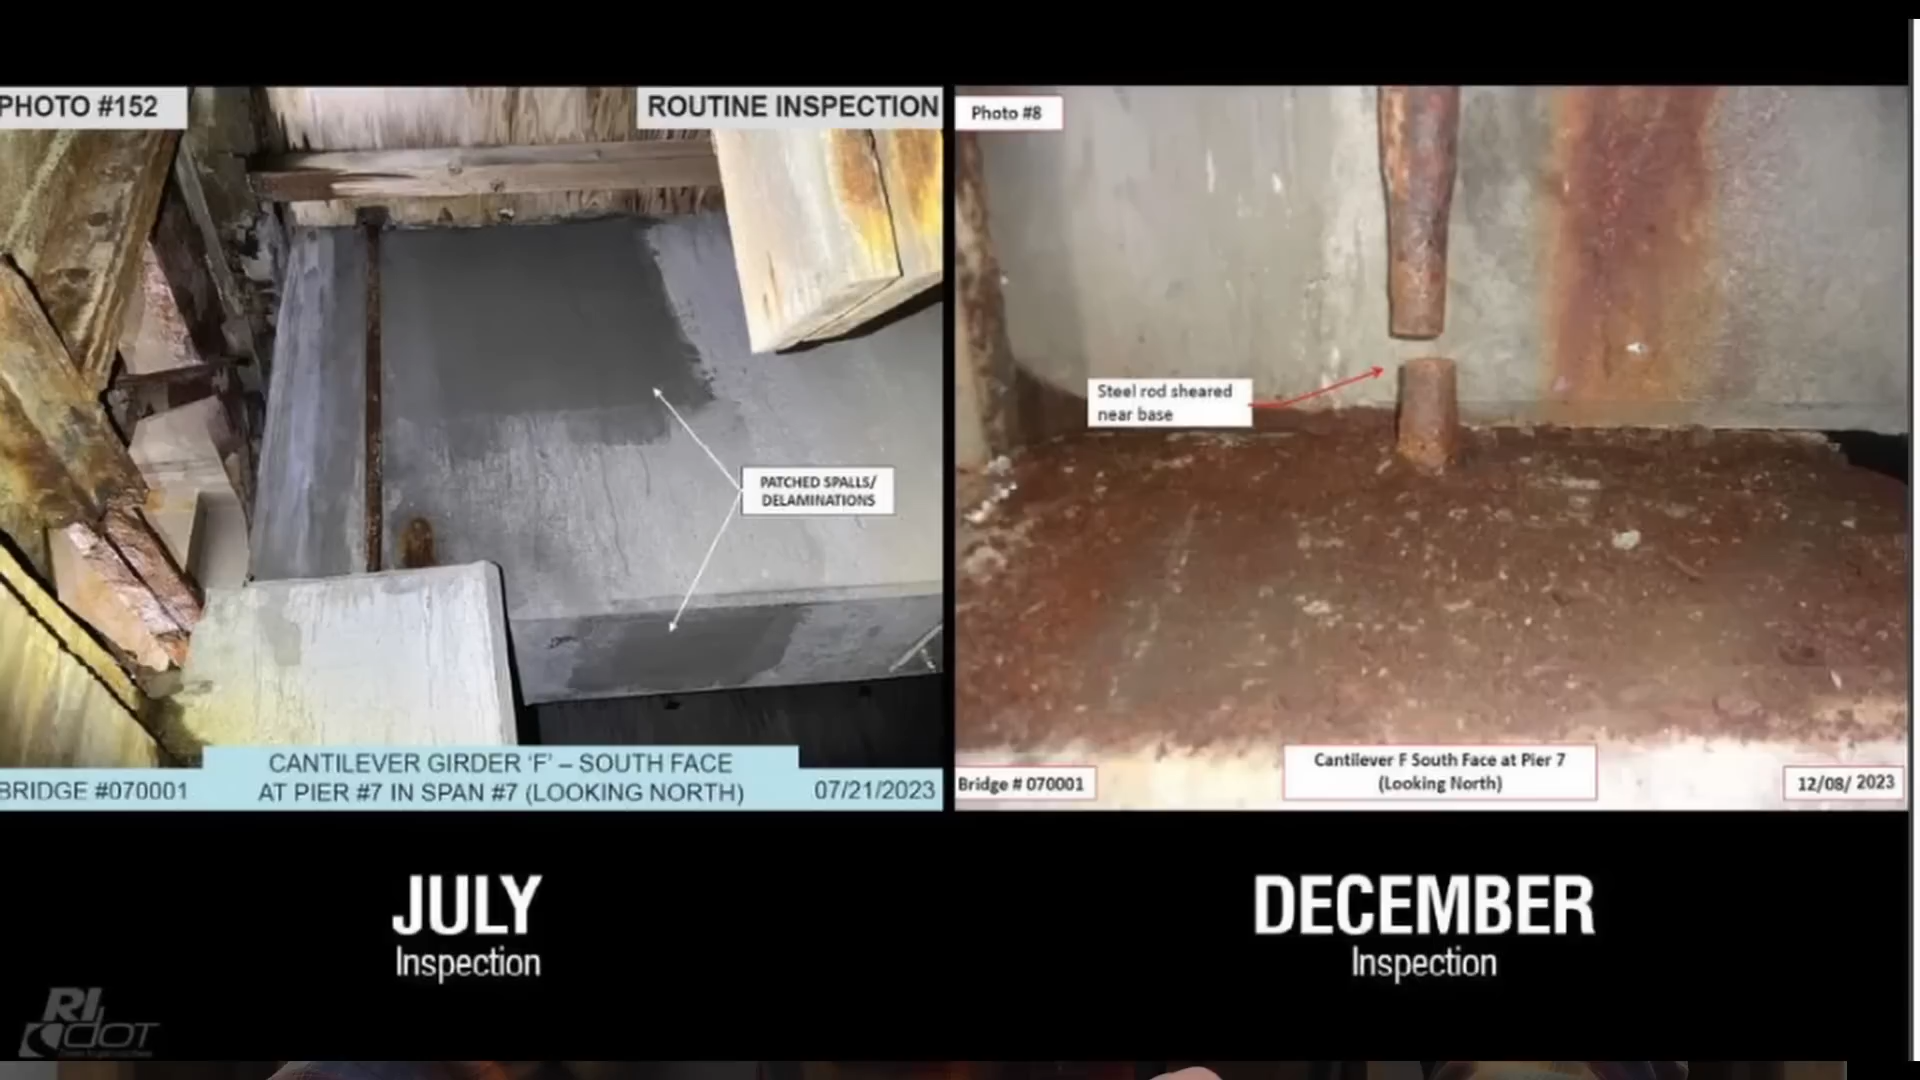 PHOTO #152
ROUTINE INSPECTION
PATCHED SPALLS/
DELAMINATIONS
CANTILEVER GIRDER ‘F’ – SOUTH FACE
AT PIER #7 IN SPAN #7 (LOOKING NORTH)
BRIDGE #070001
07/21/2023
Photo #8
Steel rod sheared
near base
Bridge # 070001
Cantilever F South Face at Pier 7
(Looking North)
12/08/ 2023
JULY
Inspection
DECEMBER
Inspection
RI
DOT